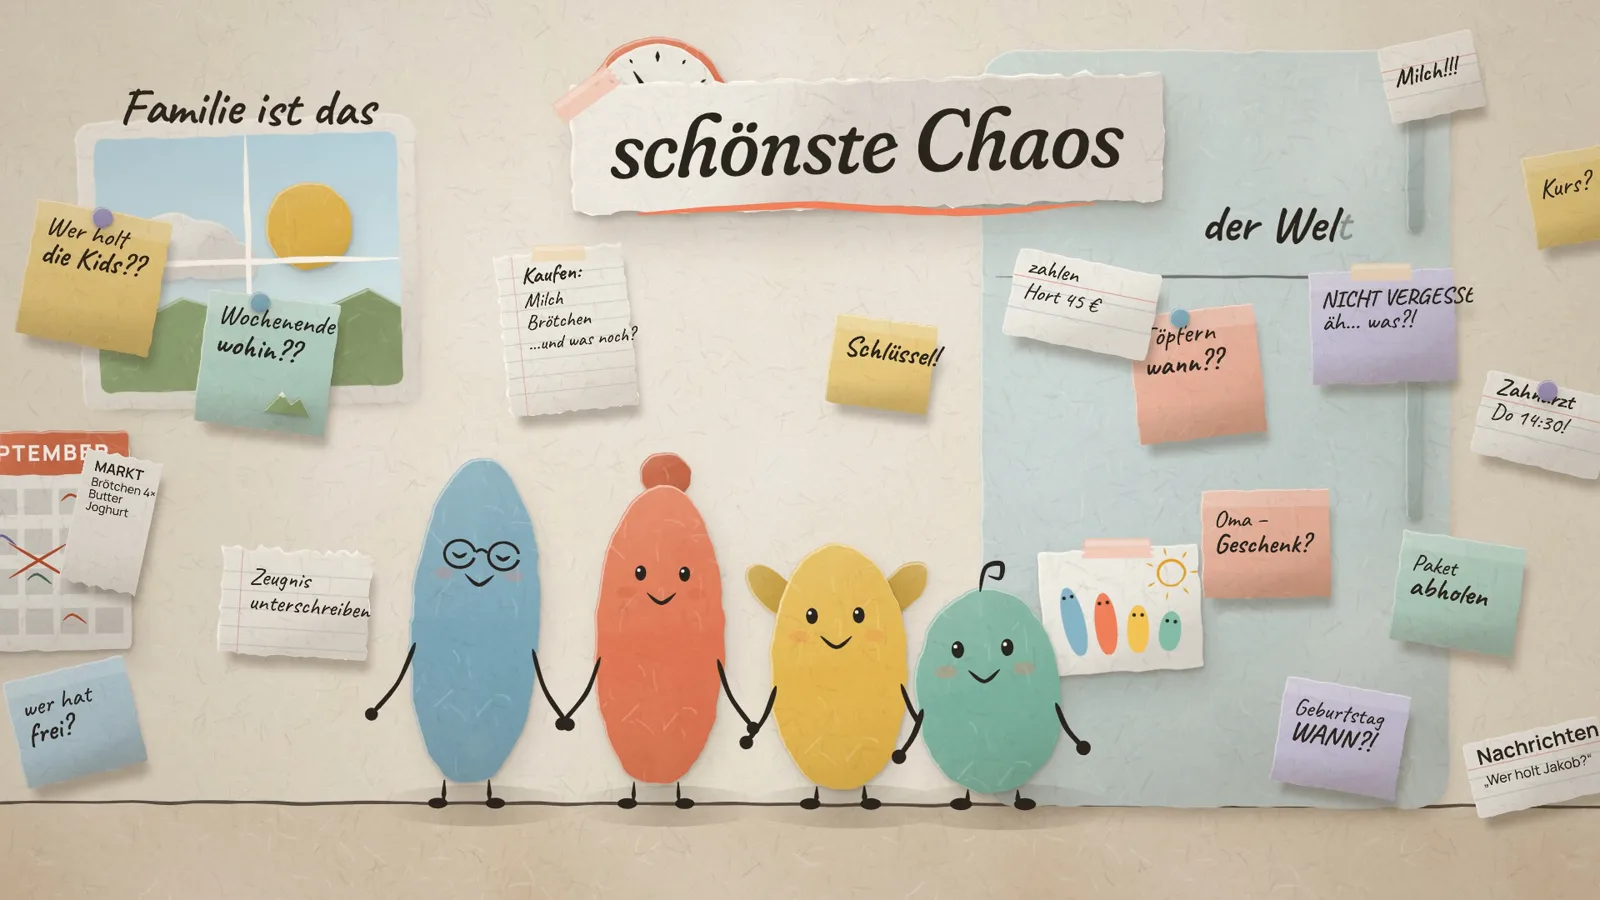 Familie ist das
schönste Chaos
der Welt
Milch!!!
Kurs?
Wer holt
die Kids??
Wochenende
wohin??
Kaufen:
Milch
Brötchen
...und was noch?
Schlüssel!
zahlen
Hort 45 €
Töpfern
wann??
NICHT VERGESSE
äh... was?!
Zahnarzt
Do 14:30!
PTEMBER
MARKT
Brötchen 4×
Butter
Joghurt
Zeugnis
unterschreiben
Oma –
Geschenk?
Paket
abholen
wer hat
frei?
Geburtstag
WANN?!
Nachrichten
„Wer holt Jakob?“